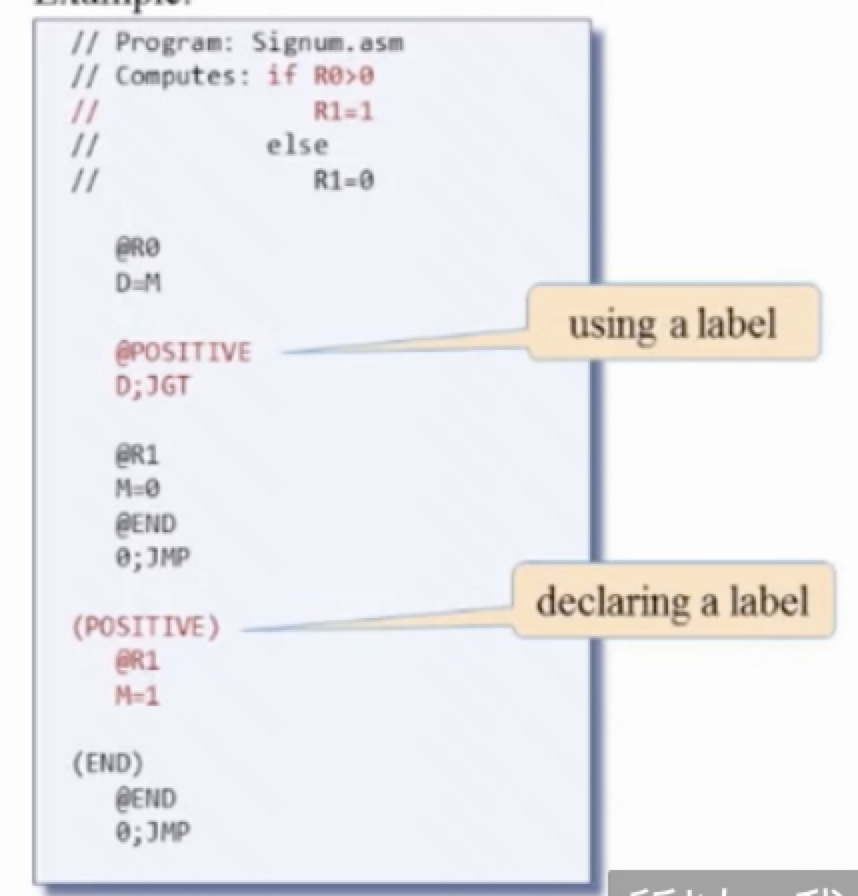 Example:
// Program: Signum.asm
// Computes: if R0>0
//              R1=1
//           else
//              R1=0
@R0
D=M
@POSITIVE
D;JGT
using a label
@R1
M=0
@END
0;JMP
(POSITIVE)
declaring a label
@R1
M=1
(END)
@END
0;JMP